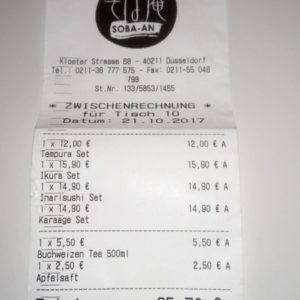 そば庵
SOBA-AN
Kloster Strasse 68 - 40211 Düsseldorf
Tel.: 0211-36 777 575 - Fax: 0211-55 048
798
St.Nr. 133/5853/1455
* ZWISCHENRECHNUNG *
für Tisch 10
Datum: 21.10.2017
1 x 12,00 € 12,00 € A
Tempura Set
1 x 15,90 € 15,90 € A
Ikura Set
1 x 14,90 € 14,90 € A
Inarisushi Set
1 x 14,90 € 14,90 € A
Karaage Set
1 x 5,50 € 5,50 € A
Buchweizen Tee 500ml
1 x 2,50 € 2,50 € A
Apfelsaft